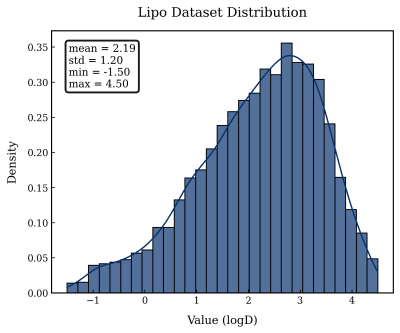 Lipo Dataset Distribution
mean = 2.19
std = 1.20
min = -1.50
max = 4.50
Density
0.35
0.30
0.25
0.20
0.15
0.10
0.05
0.00
−1 0 1 2 3 4
Value (logD)